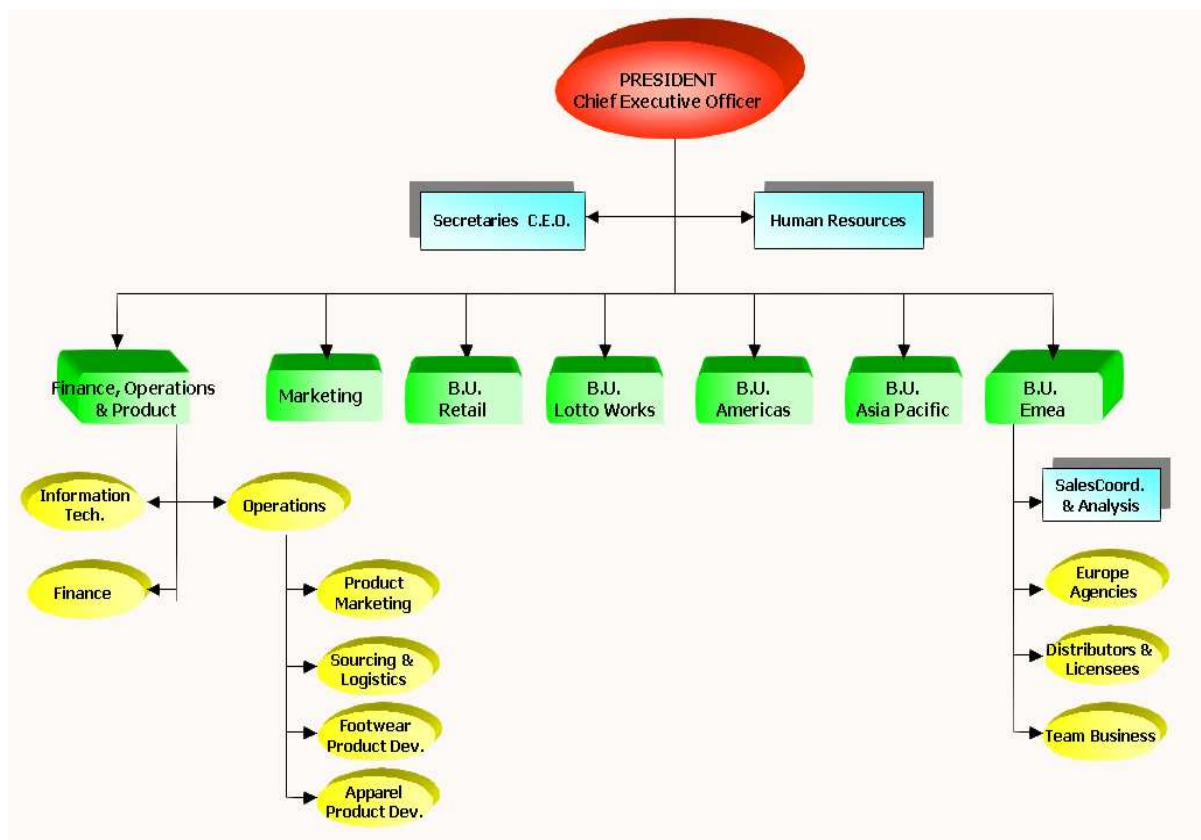 PRESIDENT
Chief Executive Officer
Secretaries C.E.O.
Human Resources
Finance, Operations
& Product
Marketing
B.U.
Retail
B.U.
Lotto Works
B.U.
Americas
B.U.
Asia Pacific
B.U.
Emea
Information
Tech.
Operations
Finance
Product
Marketing
Sourcing &
Logistics
Footwear
Product Dev.
Apparel
Product Dev.
SalesCoord.
& Analysis
Europe
Agencies
Distributors &
Licensees
Team Business